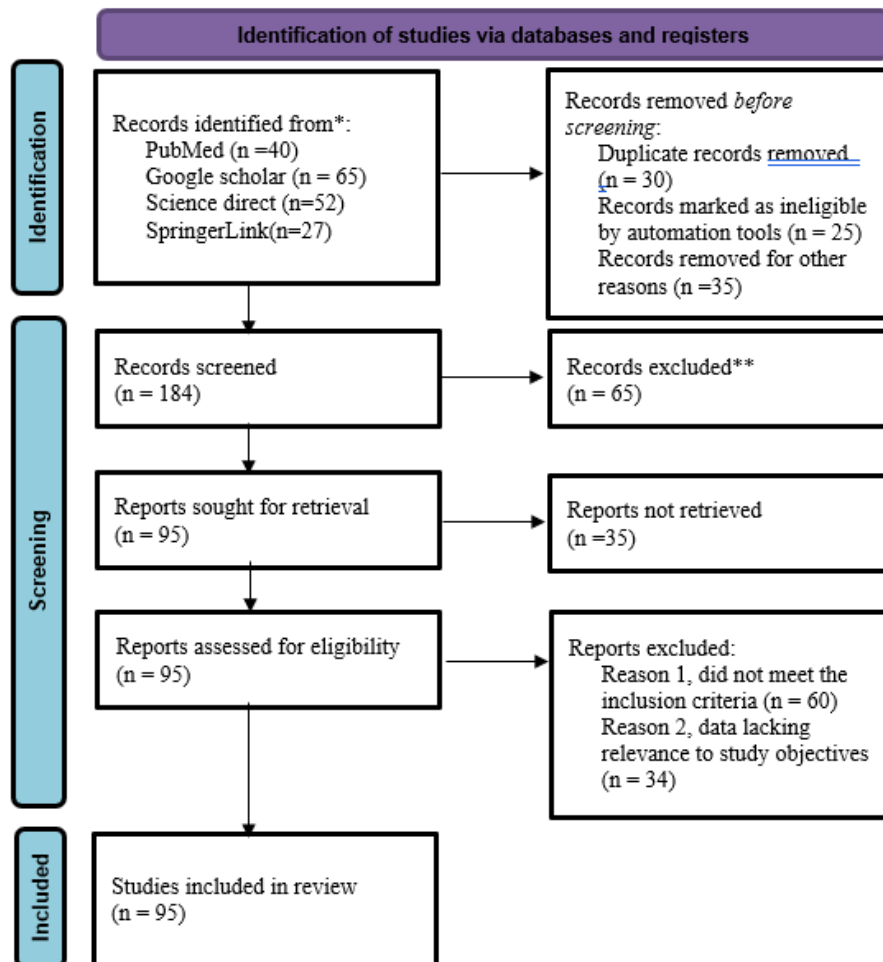 Identification of studies via databases and registers
Identification
Records identified from*:
PubMed (n =40)
Google scholar (n = 65)
Science direct (n=52)
SpringerLink(n=27)
Records removed before
screening:
Duplicate records removed
(n = 30)
Records marked as ineligible
by automation tools (n = 25)
Records removed for other
reasons (n =35)
Screening
Records screened
(n = 184)
Records excluded**
(n = 65)
Reports sought for retrieval
(n = 95)
Reports not retrieved
(n =35)
Reports assessed for eligibility
(n = 95)
Reports excluded:
Reason 1, did not meet the
inclusion criteria (n = 60)
Reason 2, data lacking
relevance to study objectives
(n = 34)
Included
Studies included in review
(n = 95)